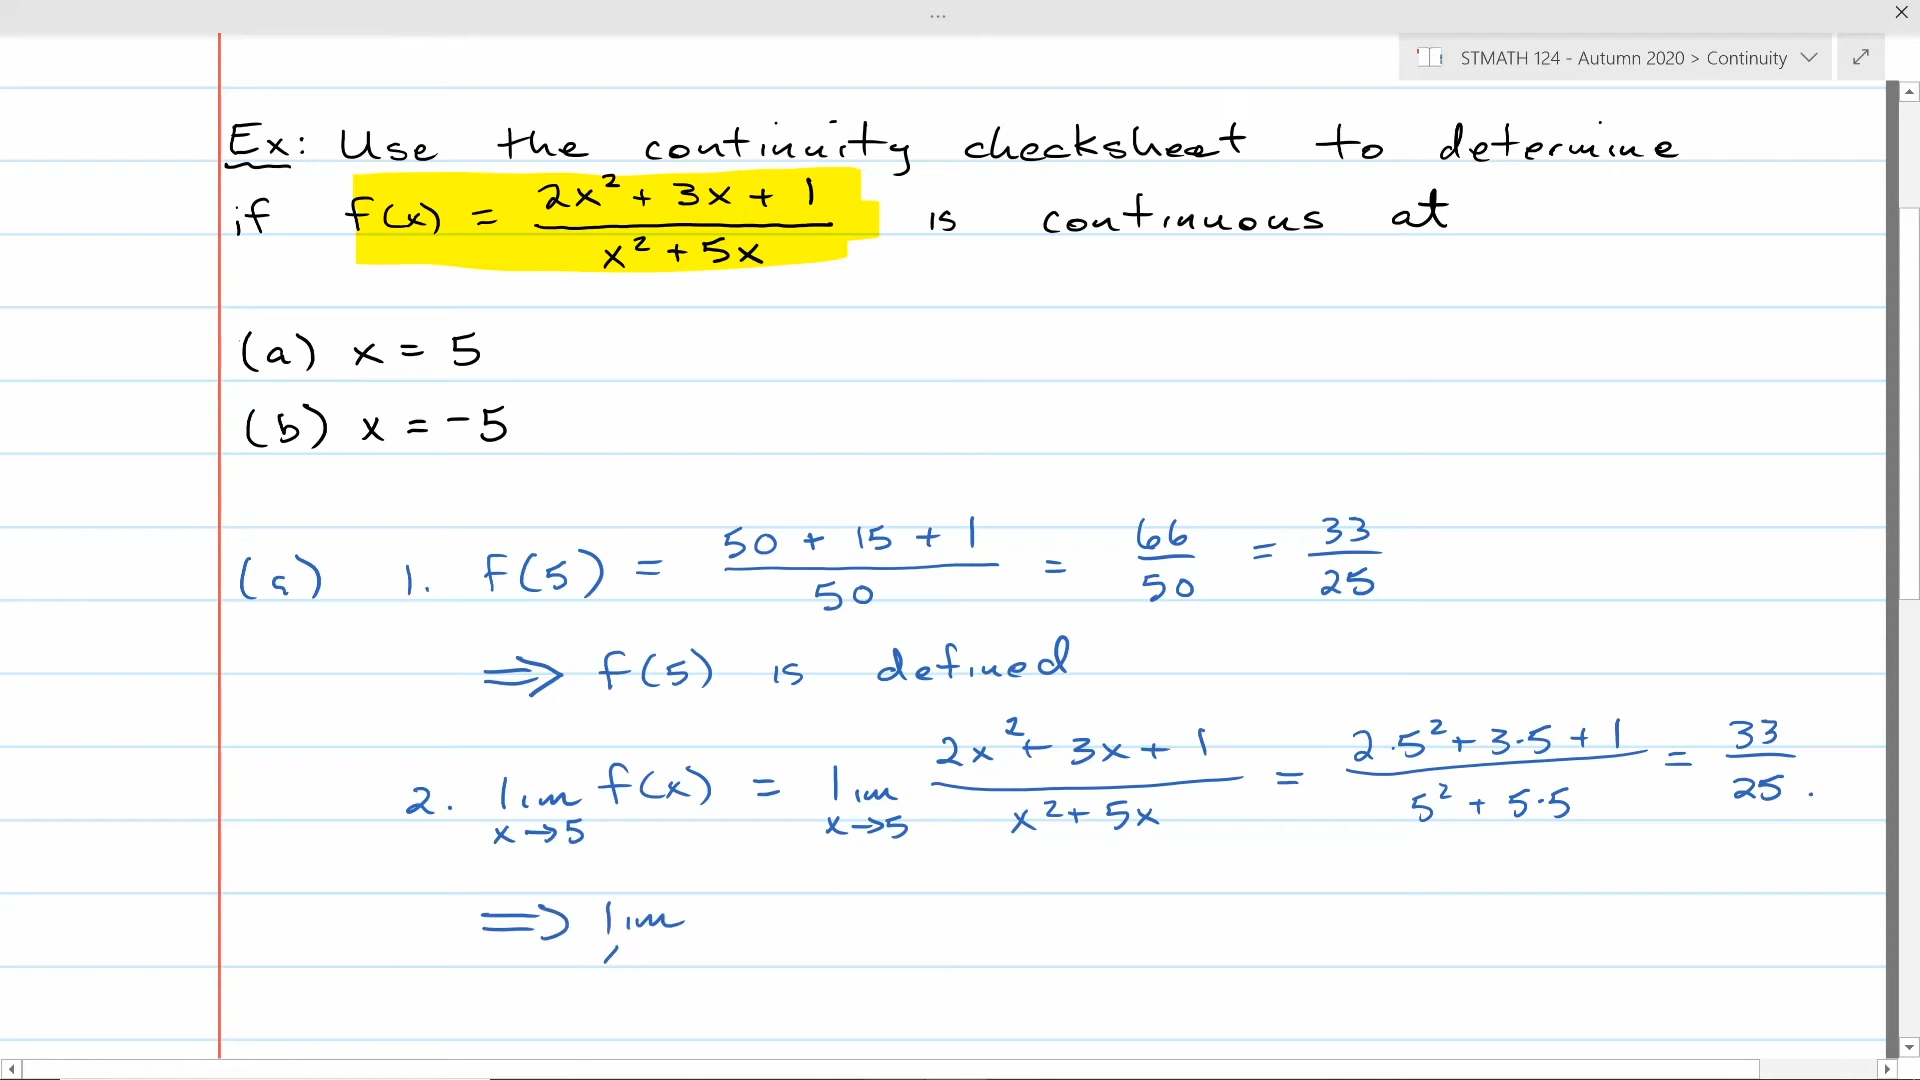 ...
STMATH 124 - Autumn 2020 > Continuity
Ex: Use the continuity checksheet to determine
if f(x) = (2x² + 3x + 1)/(x² + 5x) is continuous at
(a) x = 5
(b) x = -5
(a) 1. f(5) = (50 + 15 + 1)/50 = 66/50 = 33/25
⇒ f(5) is defined
2. lim x→5 f(x) = lim x→5 (2x² + 3x + 1)/(x² + 5x) = (2·5² + 3·5 + 1)/(5² + 5·5) = 33/25.
⇒ lim